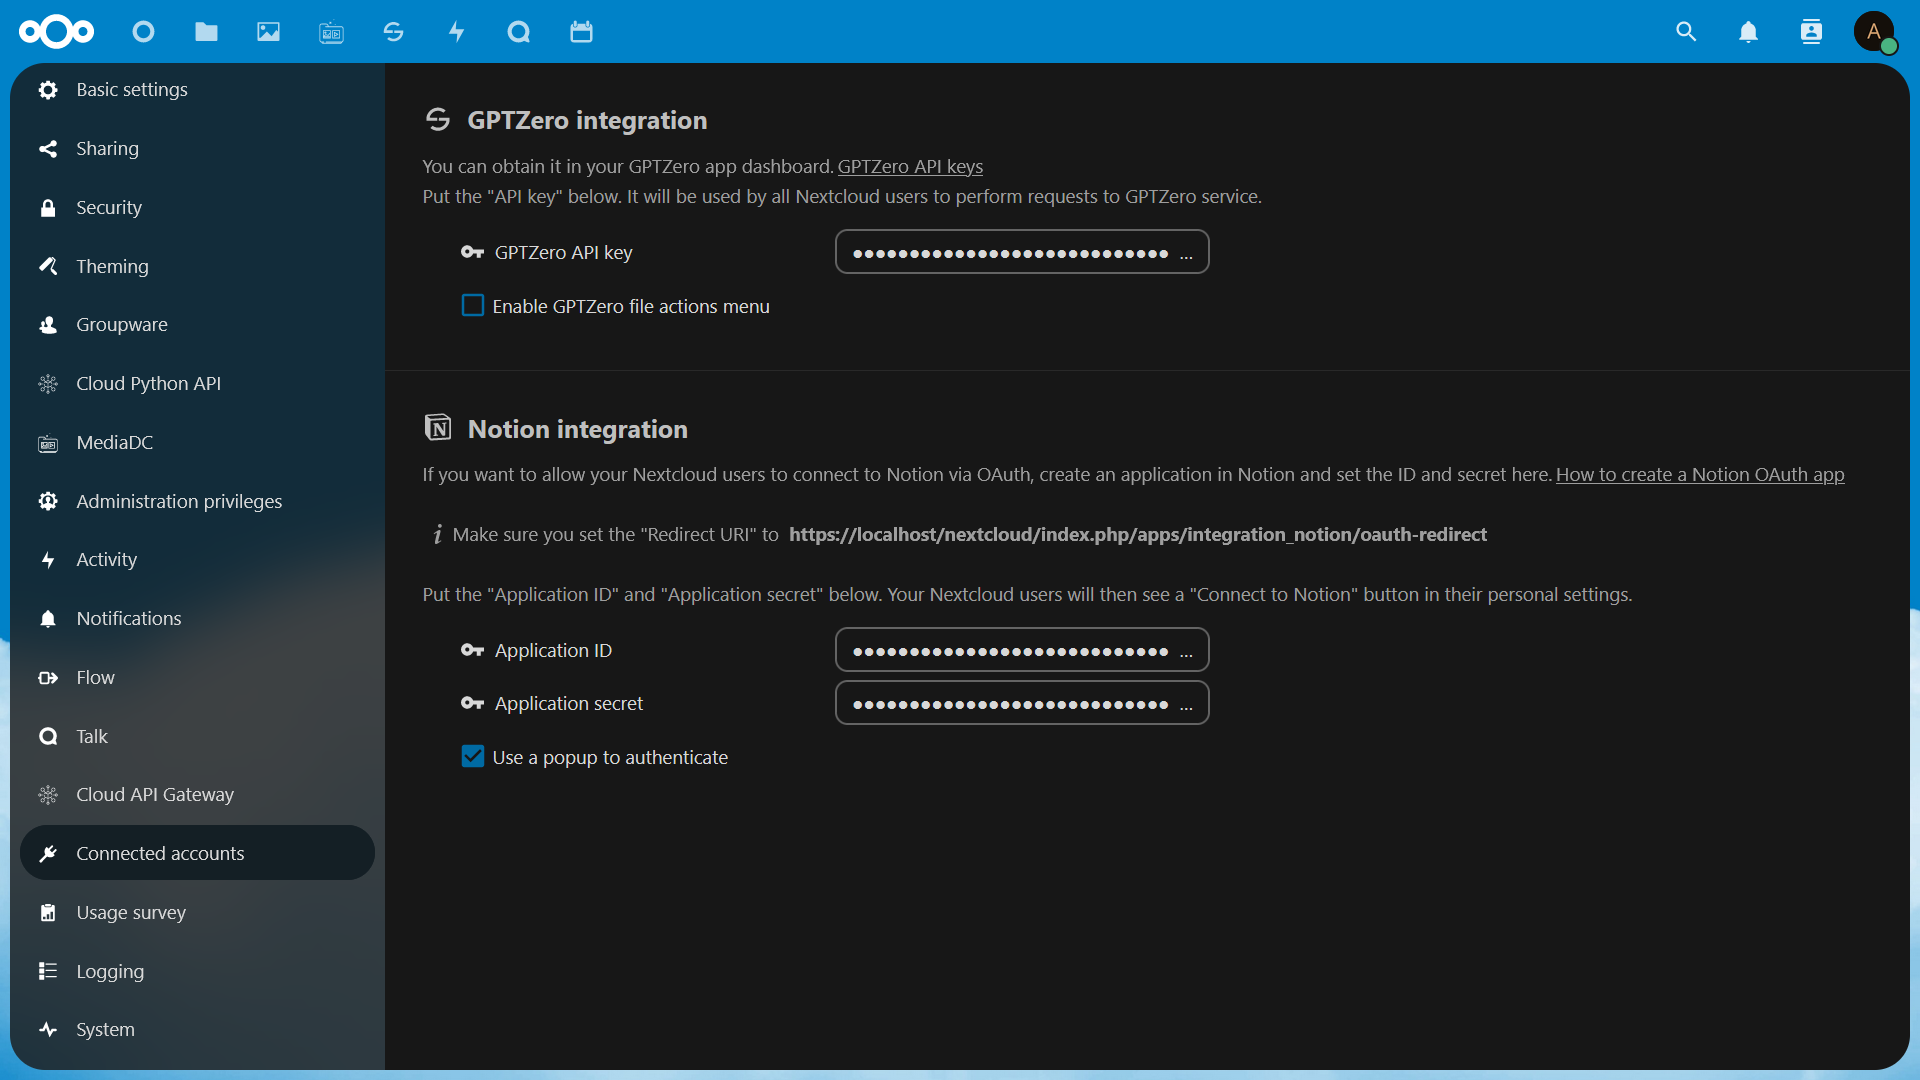 A
Basic settings
Sharing
Security
Theming
Groupware
Cloud Python API
MediaDC
Administration privileges
Activity
Notifications
Flow
Talk
Cloud API Gateway
Connected accounts
Usage survey
Logging
System
GPTZero integration
You can obtain it in your GPTZero app dashboard. GPTZero API keys
Put the "API key" below. It will be used by all Nextcloud users to perform requests to GPTZero service.
GPTZero API key
Enable GPTZero file actions menu
Notion integration
If you want to allow your Nextcloud users to connect to Notion via OAuth, create an application in Notion and set the ID and secret here. How to create a Notion OAuth app
Make sure you set the "Redirect URI" to https://localhost/nextcloud/index.php/apps/integration_notion/oauth-redirect
Put the "Application ID" and "Application secret" below. Your Nextcloud users will then see a "Connect to Notion" button in their personal settings.
Application ID
Application secret
Use a popup to authenticate